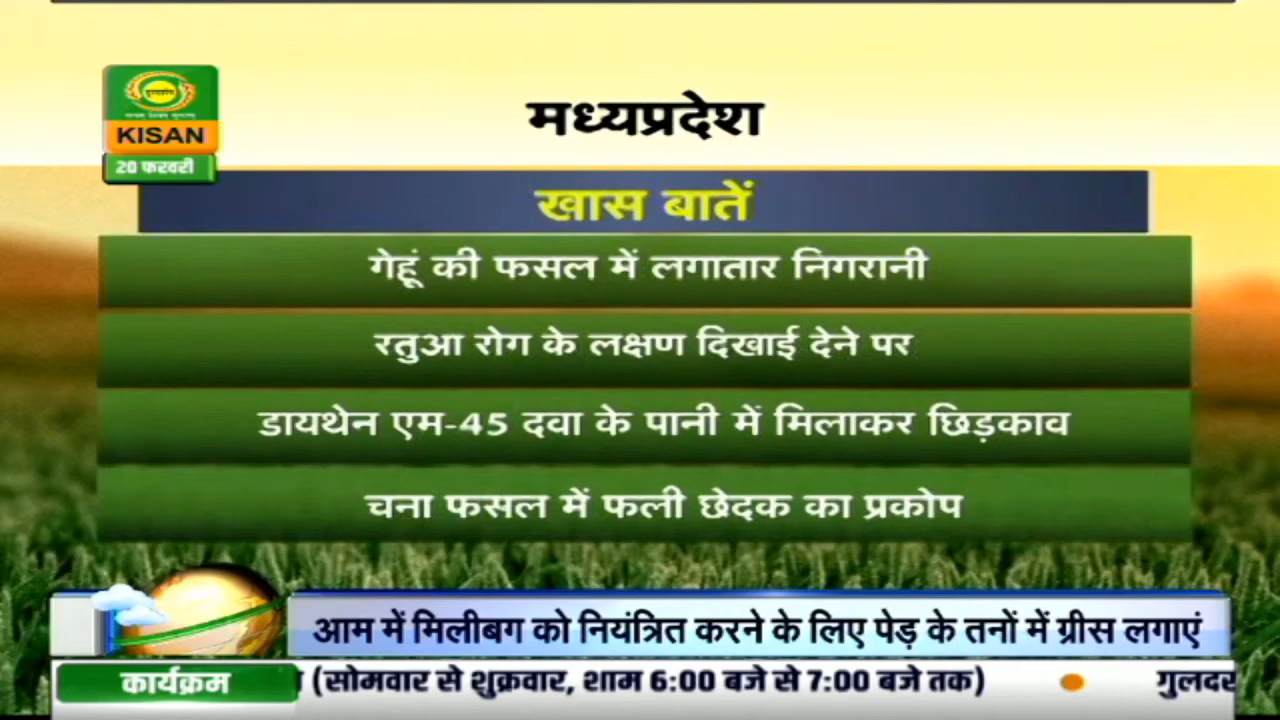 मध्यप्रदेश
KISAN
20 फरवरी
खास बातें
गेहूं की फसल में लगातार निगरानी
रतुआ रोग के लक्षण दिखाई देने पर
डायथेन एम-45 दवा के पानी में मिलाकर छिड़काव
चना फसल में फली छेदक का प्रकोप
आम में मिलीबग को नियंत्रित करने के लिए पेड़ के तनों में ग्रीस लगाएं
कार्यक्रम
(सोमवार से शुक्रवार, शाम 6:00 बजे से 7:00 बजे तक)